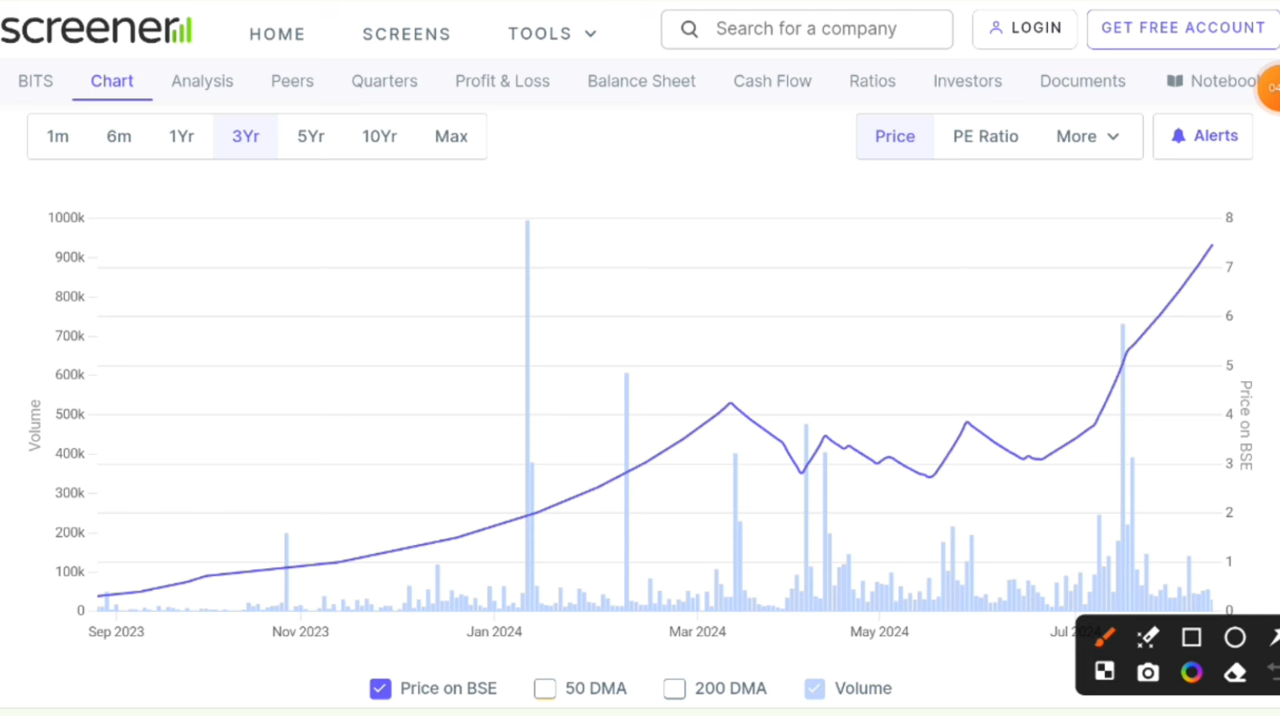 screener
HOME SCREENS TOOLS
Search for a company
LOGIN
GET FREE ACCOUNT
BITS Chart Analysis Peers Quarters Profit & Loss Balance Sheet Cash Flow Ratios Investors Documents Noteboo
1m 6m 1Yr 3Yr 5Yr 10Yr Max
Price PE Ratio More
Alerts
1000k
900k
800k
700k
600k
500k
400k
300k
200k
100k
0
Volume
8
7
6
5
4
3
2
1
0
Price on BSE
Sep 2023 Nov 2023 Jan 2024 Mar 2024 May 2024 Jul 2024
Price on BSE 50 DMA 200 DMA Volume